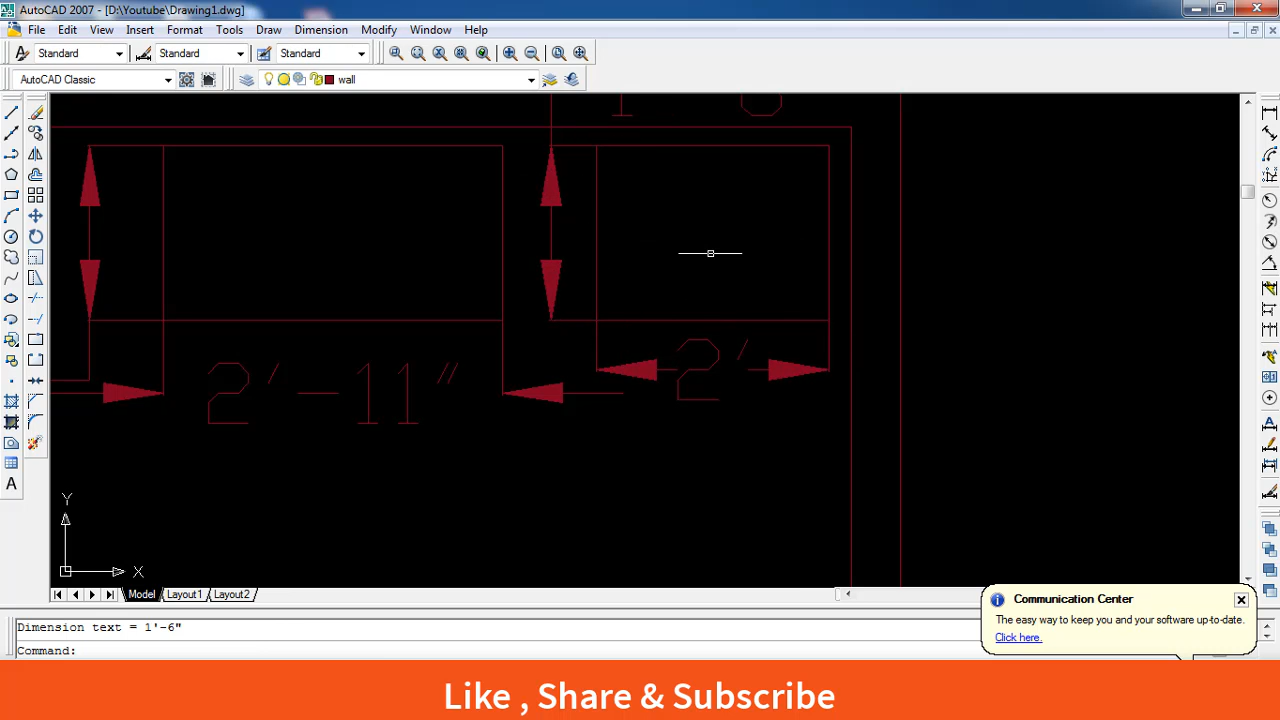 AutoCAD 2007 - [D:\Youtube\Drawing1.dwg]
File Edit View Insert Format Tools Draw Dimension Modify Window Help
Standard Standard Standard
AutoCAD Classic wall
2'-11"
2'
Y
X
Model Layout1 Layout2
Dimension text = 1'-6"
Command:
Communication Center
The easy way to keep you and your software up-to-date.
Click here.
Like , Share & Subscribe